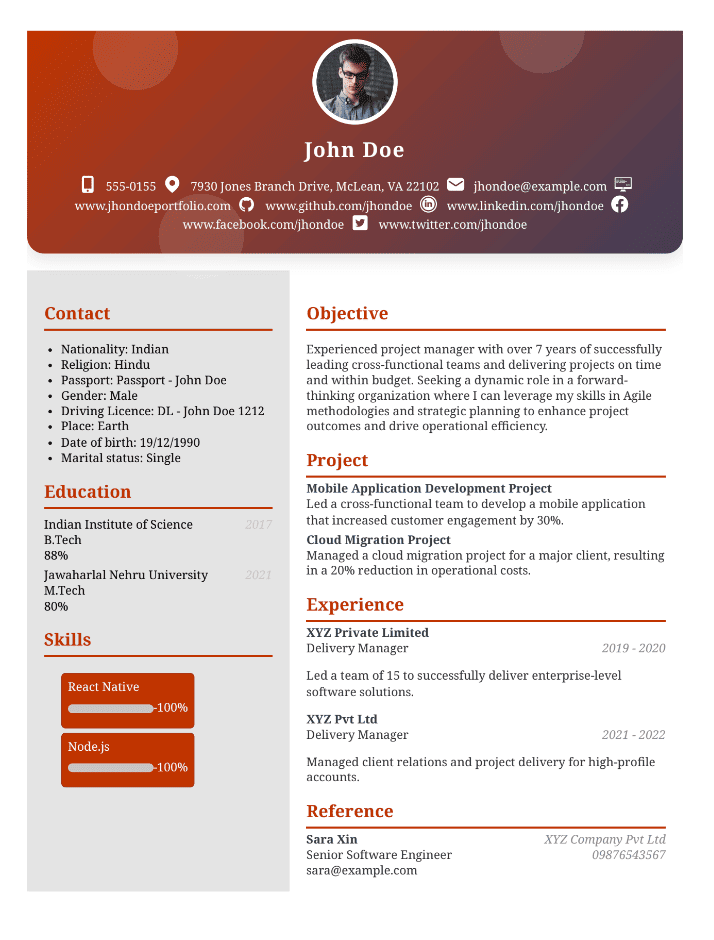 John Doe
555-0155 7930 Jones Branch Drive, McLean, VA 22102 jhondoe@example.com
www.jhondoeportfolio.com www.github.com/jhondoe www.linkedin.com/jhondoe
www.facebook.com/jhondoe www.twitter.com/jhondoe
Contact
• Nationality: Indian
• Religion: Hindu
• Passport: Passport - John Doe
• Gender: Male
• Driving Licence: DL - John Doe 1212
• Place: Earth
• Date of birth: 19/12/1990
• Marital status: Single
Education
Indian Institute of Science 2017
B.Tech
88%
Jawaharlal Nehru University 2021
M.Tech
80%
Skills
React Native
-100%
Node.js
-100%
Objective
Experienced project manager with over 7 years of successfully
leading cross-functional teams and delivering projects on time
and within budget. Seeking a dynamic role in a forward-
thinking organization where I can leverage my skills in Agile
methodologies and strategic planning to enhance project
outcomes and drive operational efficiency.
Project
Mobile Application Development Project
Led a cross-functional team to develop a mobile application
that increased customer engagement by 30%.
Cloud Migration Project
Managed a cloud migration project for a major client, resulting
in a 20% reduction in operational costs.
Experience
XYZ Private Limited
Delivery Manager 2019 - 2020
Led a team of 15 to successfully deliver enterprise-level
software solutions.
XYZ Pvt Ltd
Delivery Manager 2021 - 2022
Managed client relations and project delivery for high-profile
accounts.
Reference
Sara Xin XYZ Company Pvt Ltd
Senior Software Engineer 09876543567
sara@example.com